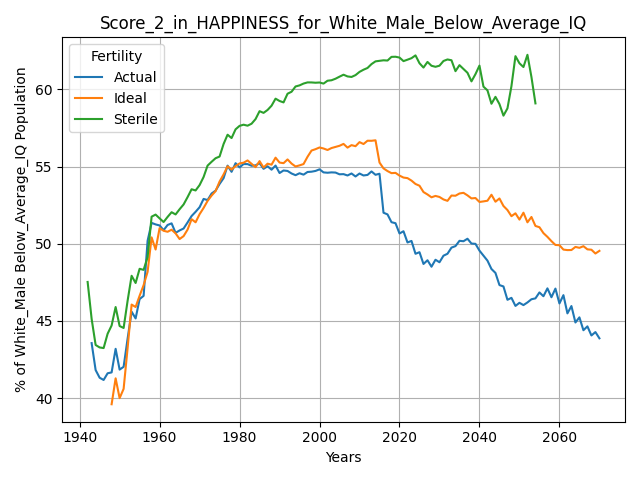 Score_2_in_HAPPINESS_for_White_Male_Below_Average_IQ
Fertility
Actual
Ideal
Sterile
% of White_Male Below_Average_IQ Population
60
55
50
45
40
1940
1960
1980
2000
2020
2040
2060
Years